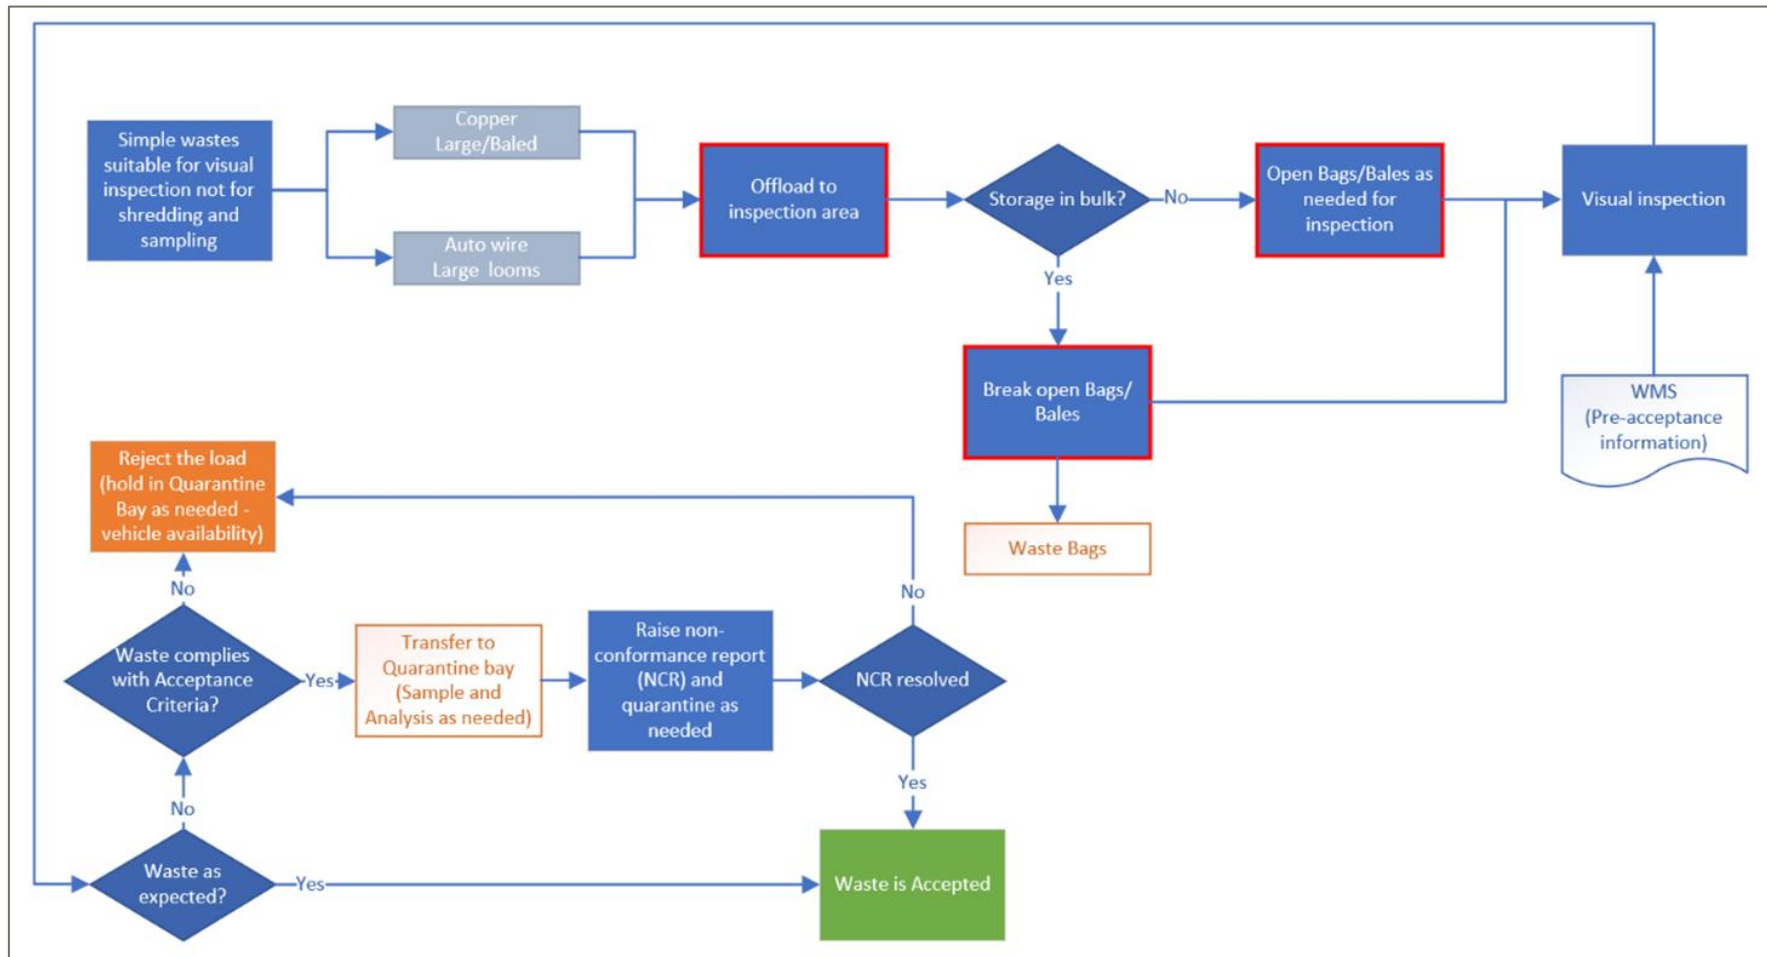 Simple wastes
suitable for visual
inspection not for
shredding and
sampling
Copper
Large/Baled
Auto wire
Large looms
Offload to
inspection area
Storage in bulk?
No
Open Bags/Bales as
needed for
inspection
Visual inspection
Yes
Break open Bags/
Bales
WMS
(Pre-acceptance
information)
Waste Bags
Reject the load
(hold in Quarantine
Bay as needed -
vehicle availability)
No
Waste complies
with Acceptance
Criteria?
Yes
Transfer to
Quarantine bay
(Sample and
Analysis as needed)
Raise non-
conformance report
(NCR) and
quarantine as
needed
No
NCR resolved
Yes
No
Waste as
expected?
Yes
Waste is Accepted